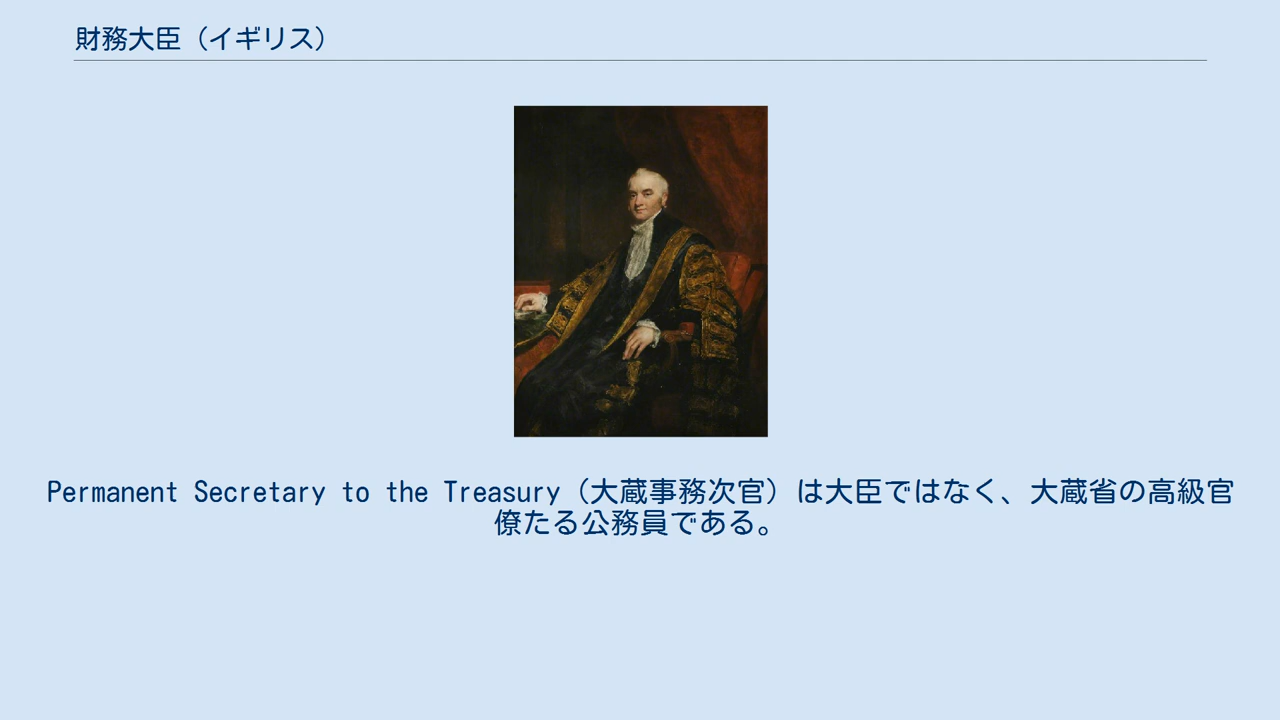 財務大臣（イギリス）
Permanent Secretary to the Treasury（大蔵事務次官）は大臣ではなく、大蔵省の高級官
僚たる公務員である。